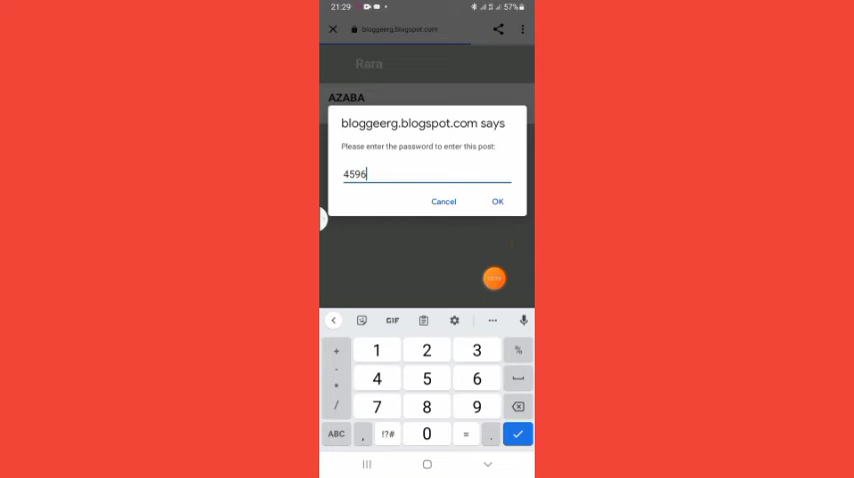 21:29
57%
bloggeerg.blogspot.com
Rara
AZABA
bloggeerg.blogspot.com says
Please enter the password to enter this post:
4596
Cancel OK
GIF ...
+ 1 2 3 %
- 4 5 6
* 
/ 7 8 9
ABC , !?# 0 = .